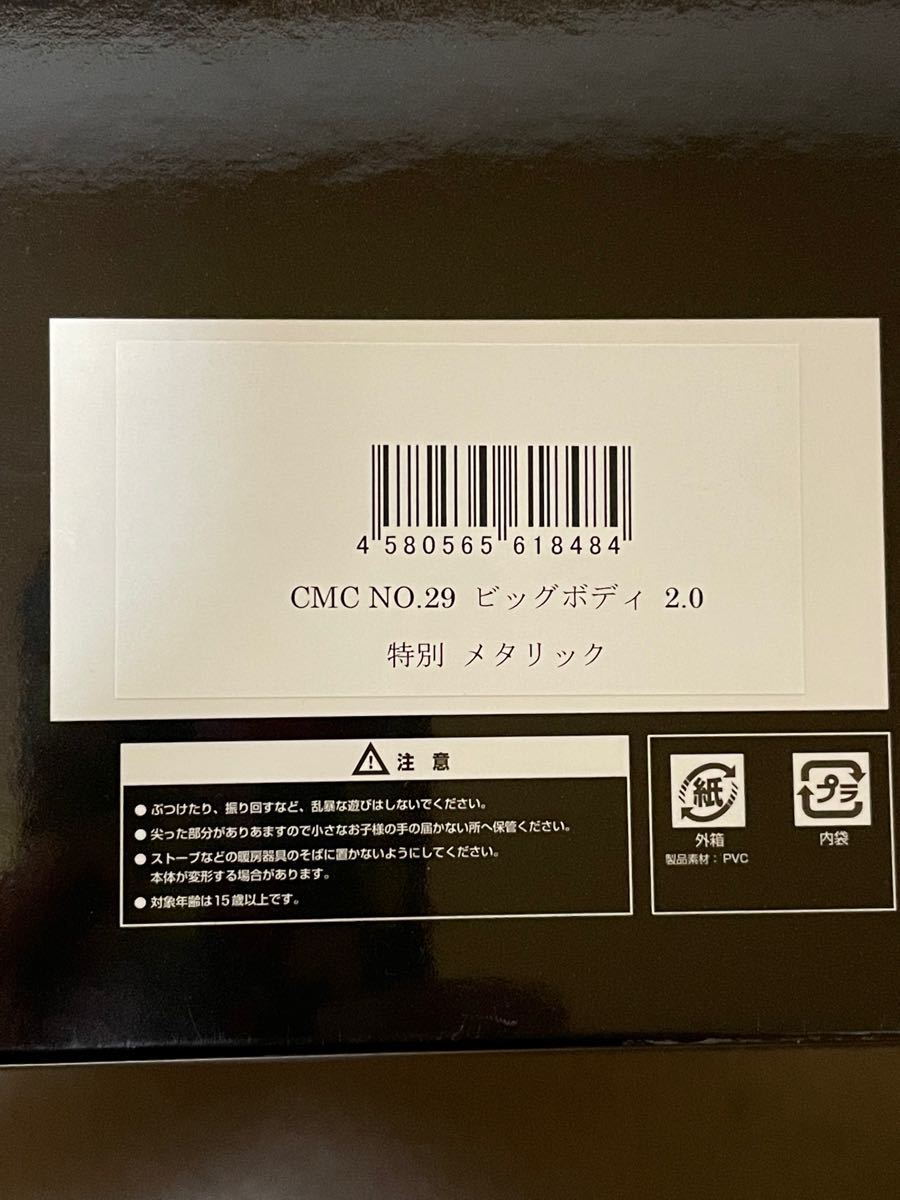 4 580565 618484
CMC NO.29 ビッグボディ 2.0
特別 メタリック
注 意
● ぶつけたり、振り回すなど、乱暴な遊びはしないでください。
● 尖った部分がありあますので小さなお子様の手の届かない所へ保管ください。
● ストーブなどの暖房器具のそばに置かないようにしてください。
本体が変形する場合があります。
● 対象年齢は15歳以上です。
紙
外箱
製品素材：PVC
プラ
内袋